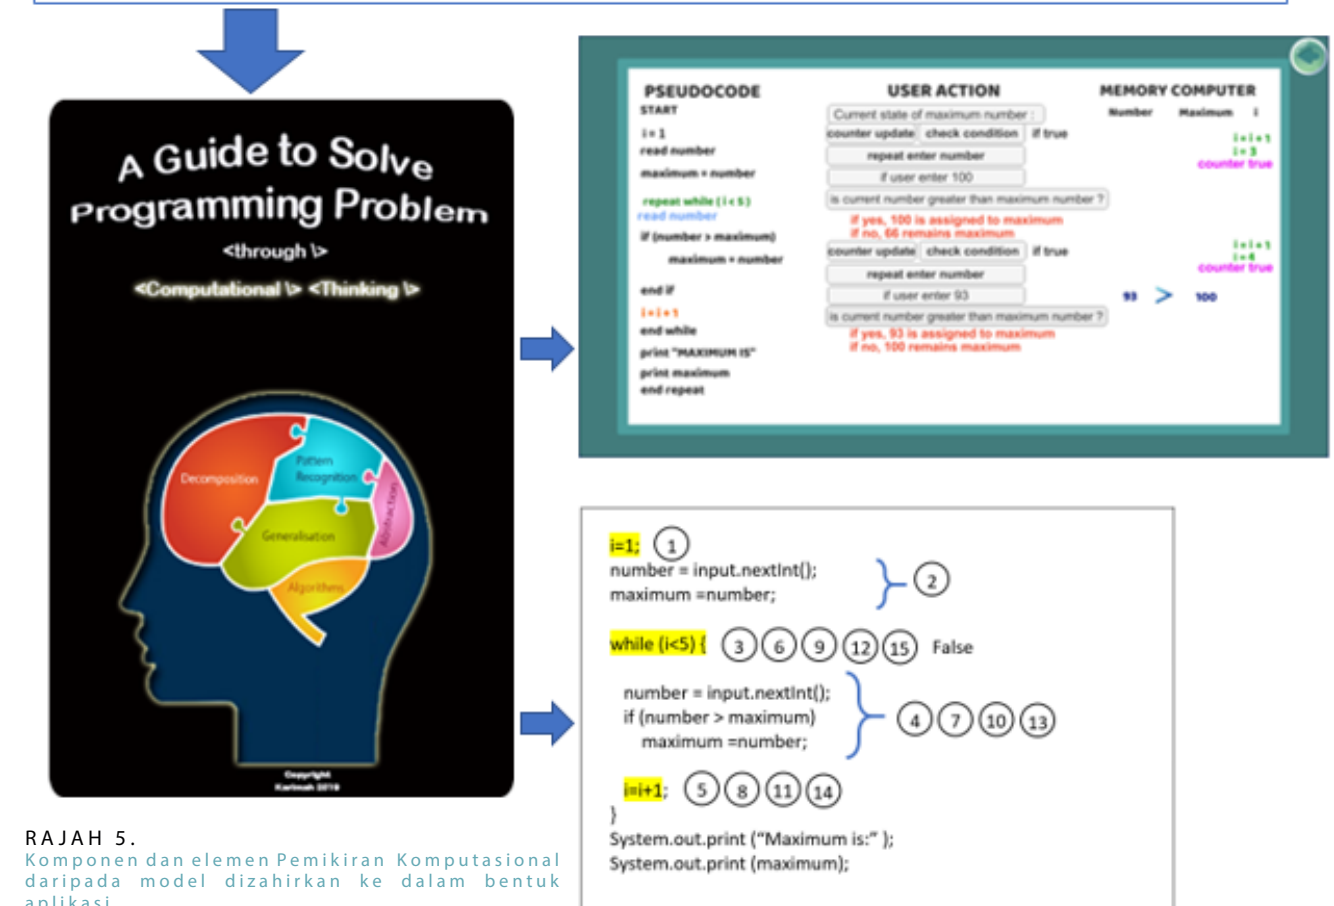 A Guide to Solve
Programming Problem
<through \>
<Computational \> <Thinking \>
Decomposition
Pattern
Recognition
Abstraction
Generalisation
Algorithms
Copyright
Karimah 2019
PSEUDOCODE
START
i = 1
read number
maximum = number
repeat while ( i < 5 )
read number
if (number > maximum)
maximum = number
end if
i = i + 1
end while
print "MAXIMUM IS"
print maximum
end repeat
USER ACTION
Current state of maximum number :
counter update check condition if true
repeat enter number
if user enter 100
is current number greater than maximum number ?
if yes, 100 is assigned to maximum
if no, 66 remains maximum
counter update check condition if true
repeat enter number
if user enter 93
is current number greater than maximum number ?
if yes, 93 is assigned to maximum
if no, 100 remains maximum
MEMORY COMPUTER
Number Maximum i
i = i + 1
i = 3
counter true
i = i + 1
i = 4
counter true
93 > 100
i=1; 1
number = input.nextInt();
maximum =number;
2
while (i<5) { 3 6 9 12 15 False
number = input.nextInt();
if (number > maximum)
maximum =number;
4 7 10 13
i=i+1; 5 8 11 14
}
System.out.print (“Maximum is:” );
System.out.print (maximum);
RAJAH 5.
Komponen dan elemen Pemikiran Komputasional
daripada model dizahirkan ke dalam bentuk
aplikasi